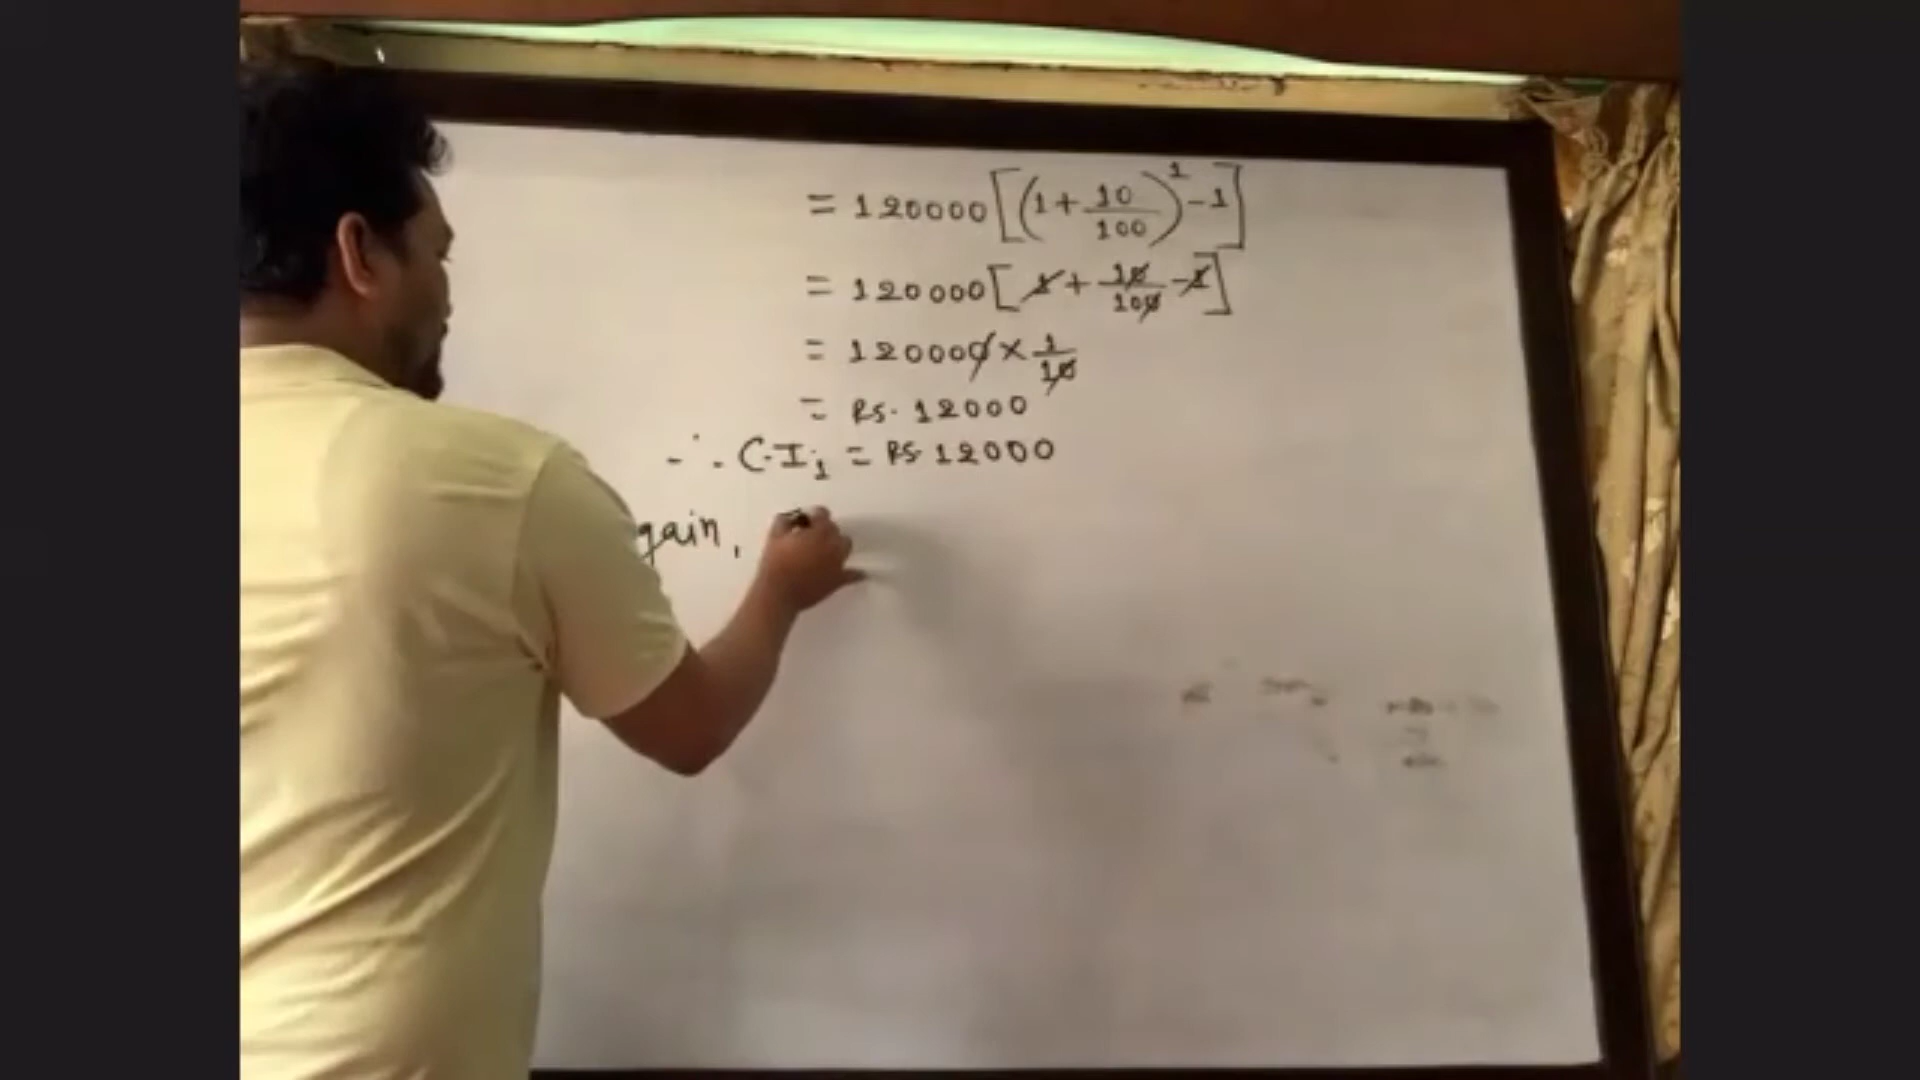 = 120000[(1+10/100)^1-1]
= 120000[1+10/100-1]
= 120000×1/10
= Rs. 12000
∴ C.I.1 = Rs. 12000
gain,